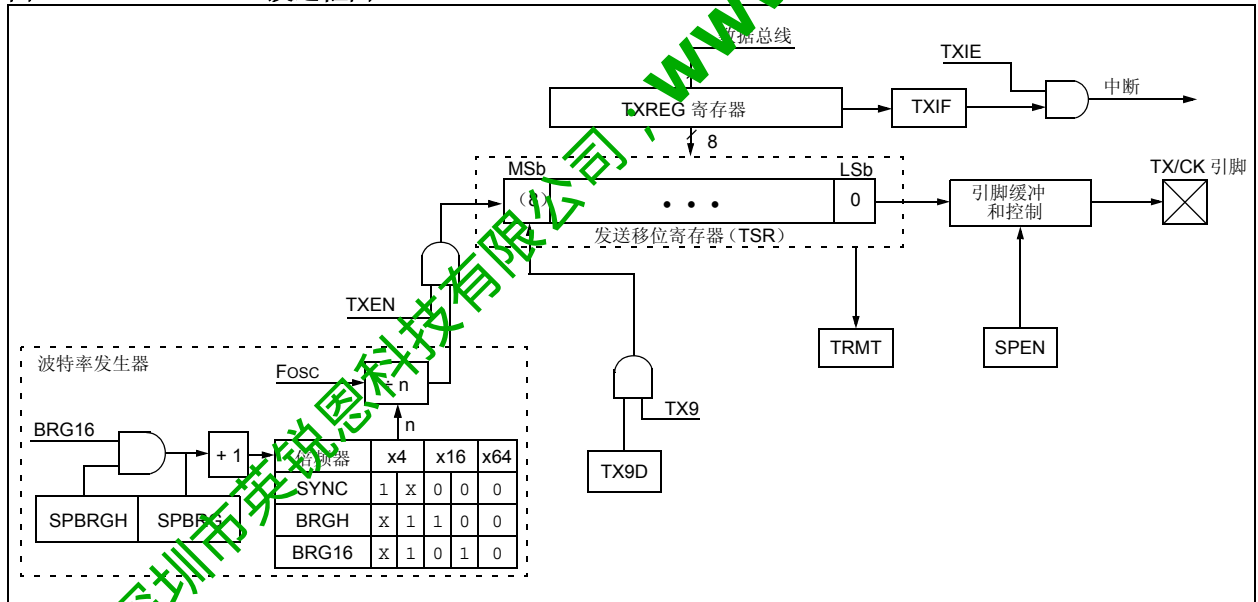 数据总线
TXIE
TXREG 寄存器
TXIF
中断
8
MSb
LSb
TX/CK 引脚
(8)
• • •
0
引脚缓冲
和控制
发送移位寄存器（TSR）
TXEN
TRMT
SPEN
波特率发生器
FOSC
÷ n
TX9
n
BRG16
+ 1
TX9D
倍频器 x4 x16 x64
SYNC 1 X 0 0 0
SPBRGH SPBRG
BRGH X 1 1 0 0
BRG16 X 1 0 1 0
深圳市英锐恩科技有限公司，www